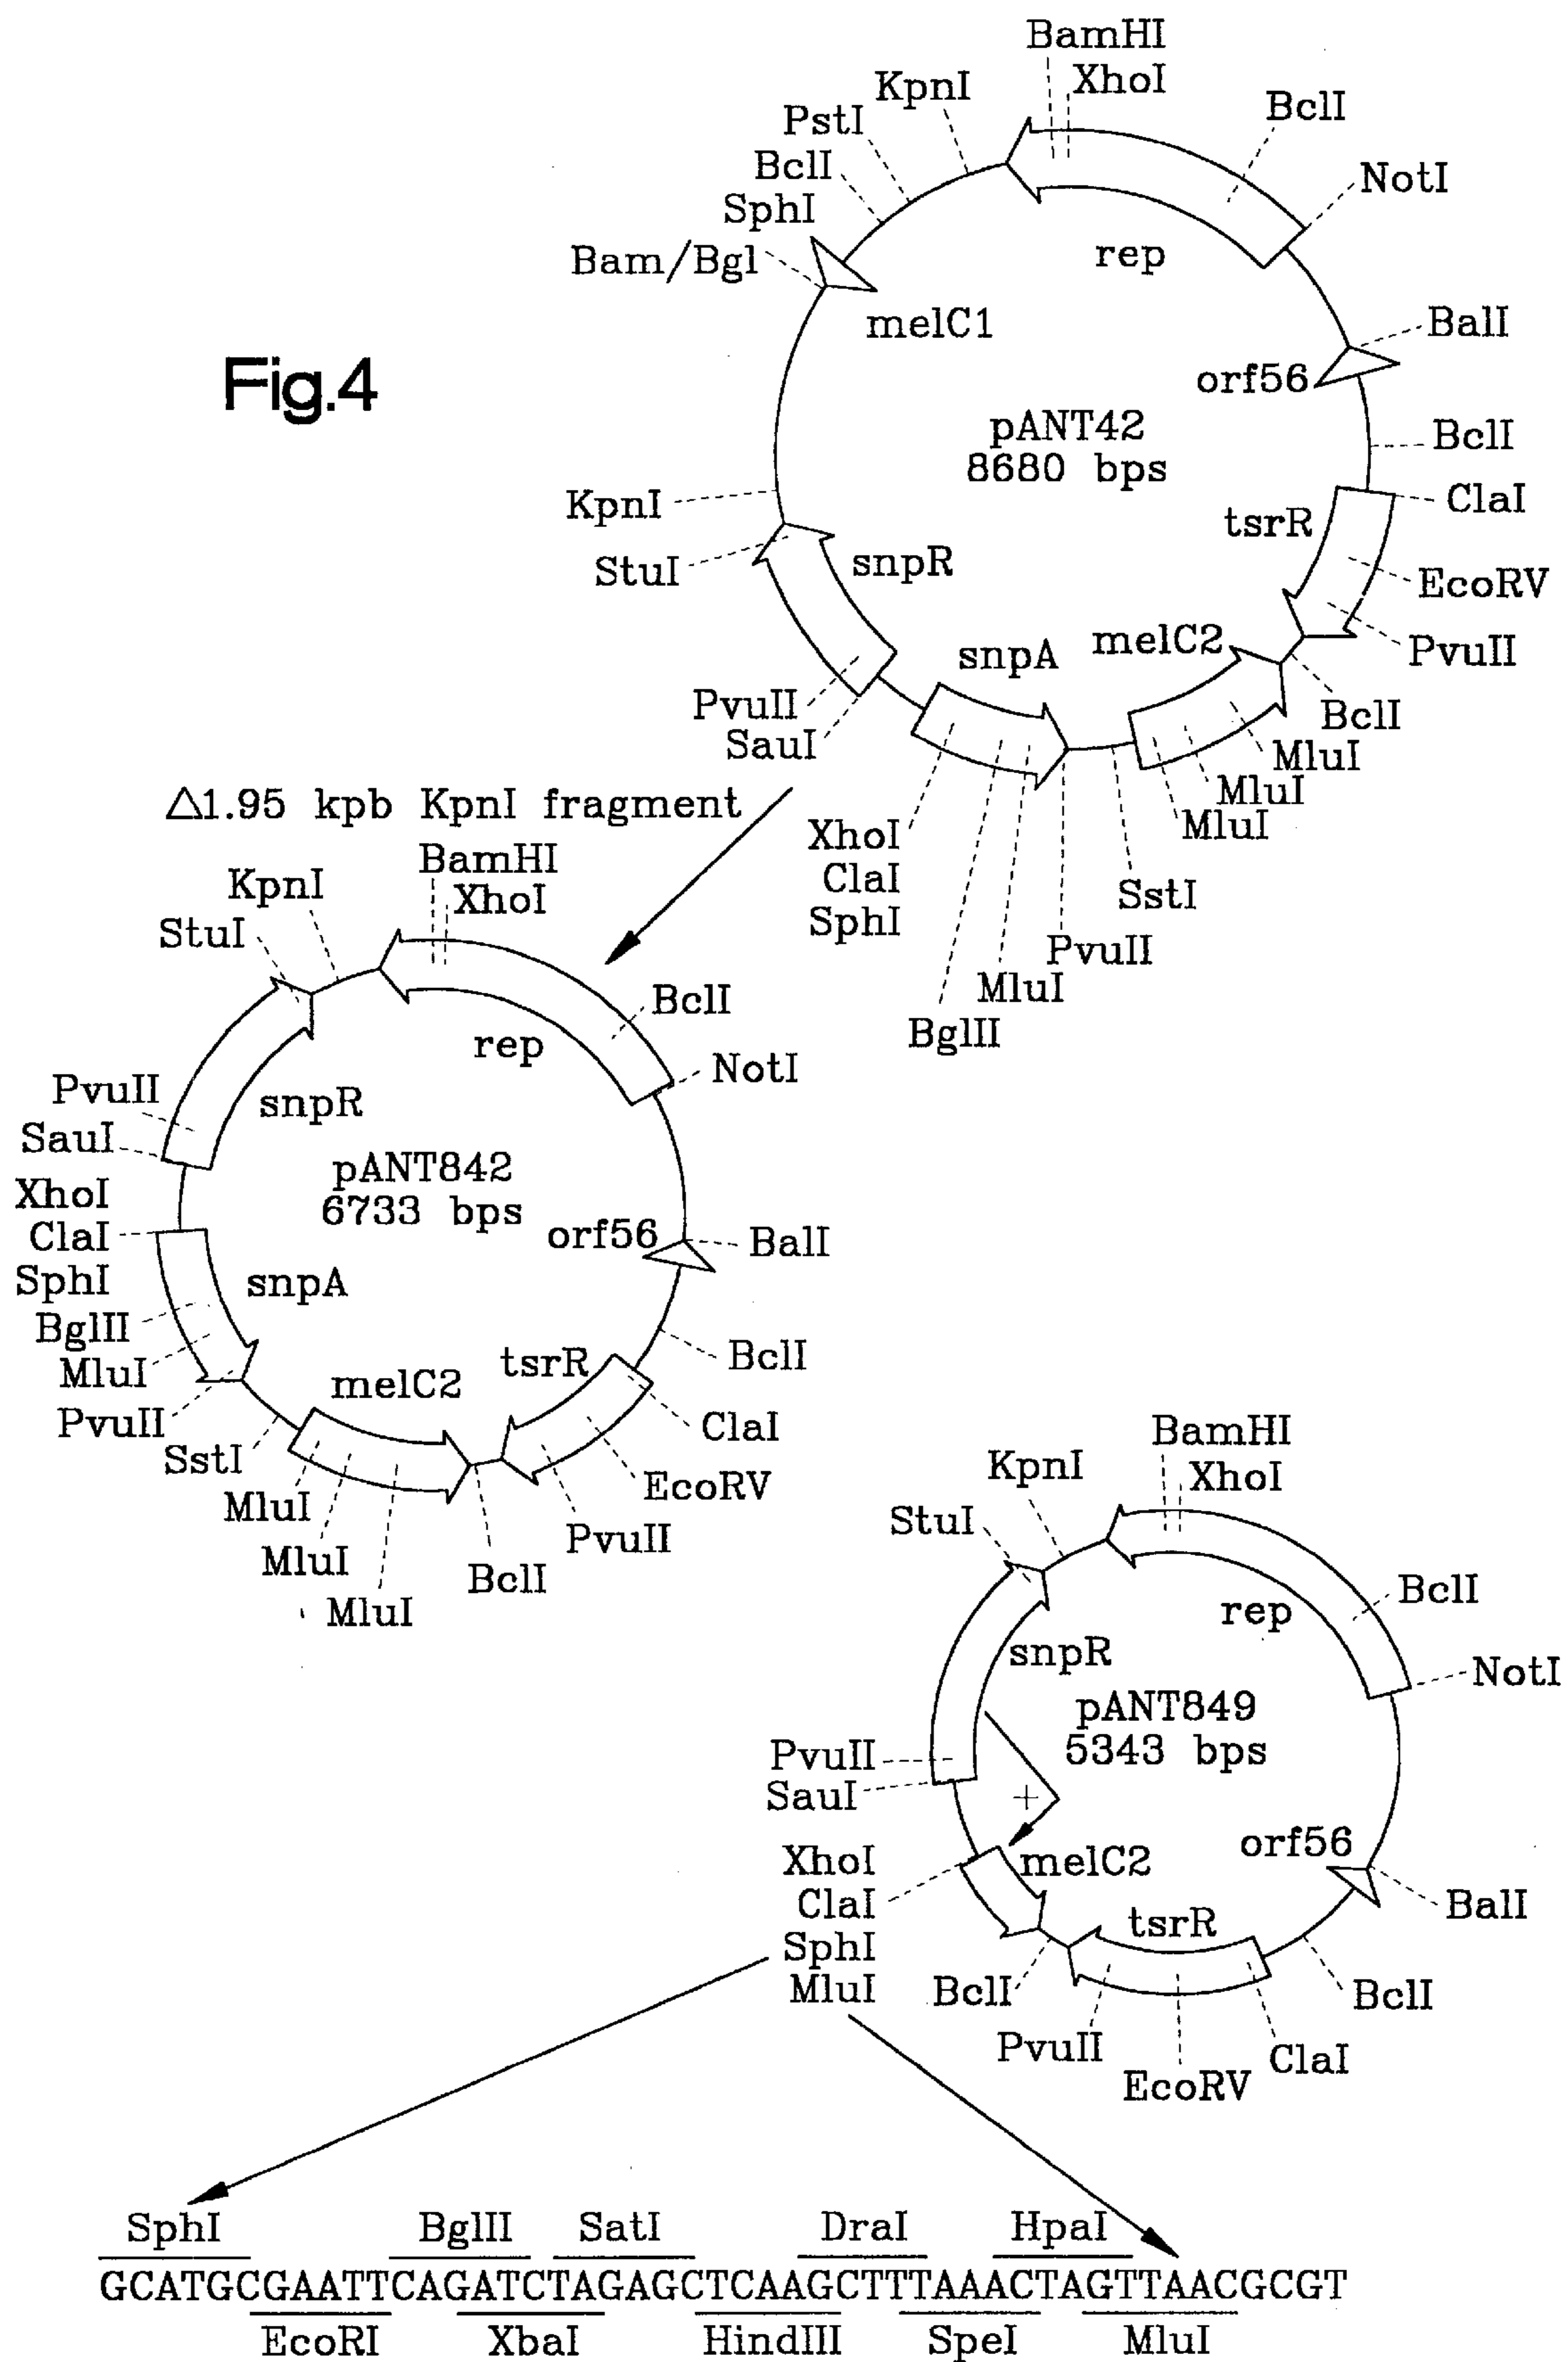 Fig.4
BamHI
XhoI
KpnI
PstI
BclI
SphI
Bam/Bgl
BclI
NotI
rep
melC1
BalI
orf56
pANT42
8680 bps
BclI
ClaI
tsrR
EcoRV
PvuII
KpnI
StuI
snpR
snpA
melC2
BclI
PvuII
SauI
MluI
MluI
MluI
XhoI
ClaI
SphI
SstI
PvuII
MluI
BglII
△1.95 kpb KpnI fragment
BamHI
XhoI
KpnI
StuI
BclI
rep
NotI
PvuII
SauI
snpR
pANT842
6733 bps
XhoI
ClaI
SphI
BglII
MluI
PvuII
snpA
orf56
BalI
BclI
tsrR
melC2
ClaI
SstI
EcoRV
MluI
PvuII
MluI
BclI
MluI
BamHI
XhoI
KpnI
StuI
BclI
rep
NotI
snpR
pANT849
5343 bps
PvuII
SauI
+
orf56
XhoI
ClaI
SphI
MluI
melC2
BalI
tsrR
BclI
BclI
PvuII
ClaI
EcoRV
SphI BglII SatI DraI HpaI
GCATGCGAATTCAGATCTAGAGCTCAAGCTTTAAACTAGTTAACGCGT
EcoRI XbaI HindIII SpeI MluI